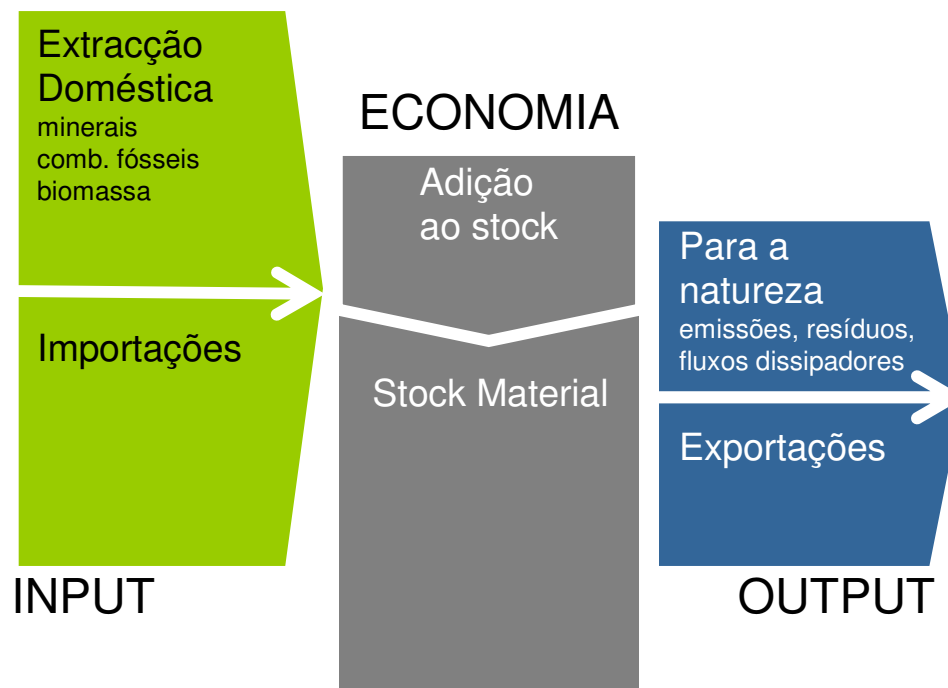 Extracção
Doméstica
minerais
comb. fósseis
biomassa
Importações
INPUT
ECONOMIA
Adição
ao stock
Stock Material
Para a
natureza
emissões, resíduos,
fluxos dissipadores
Exportações
OUTPUT